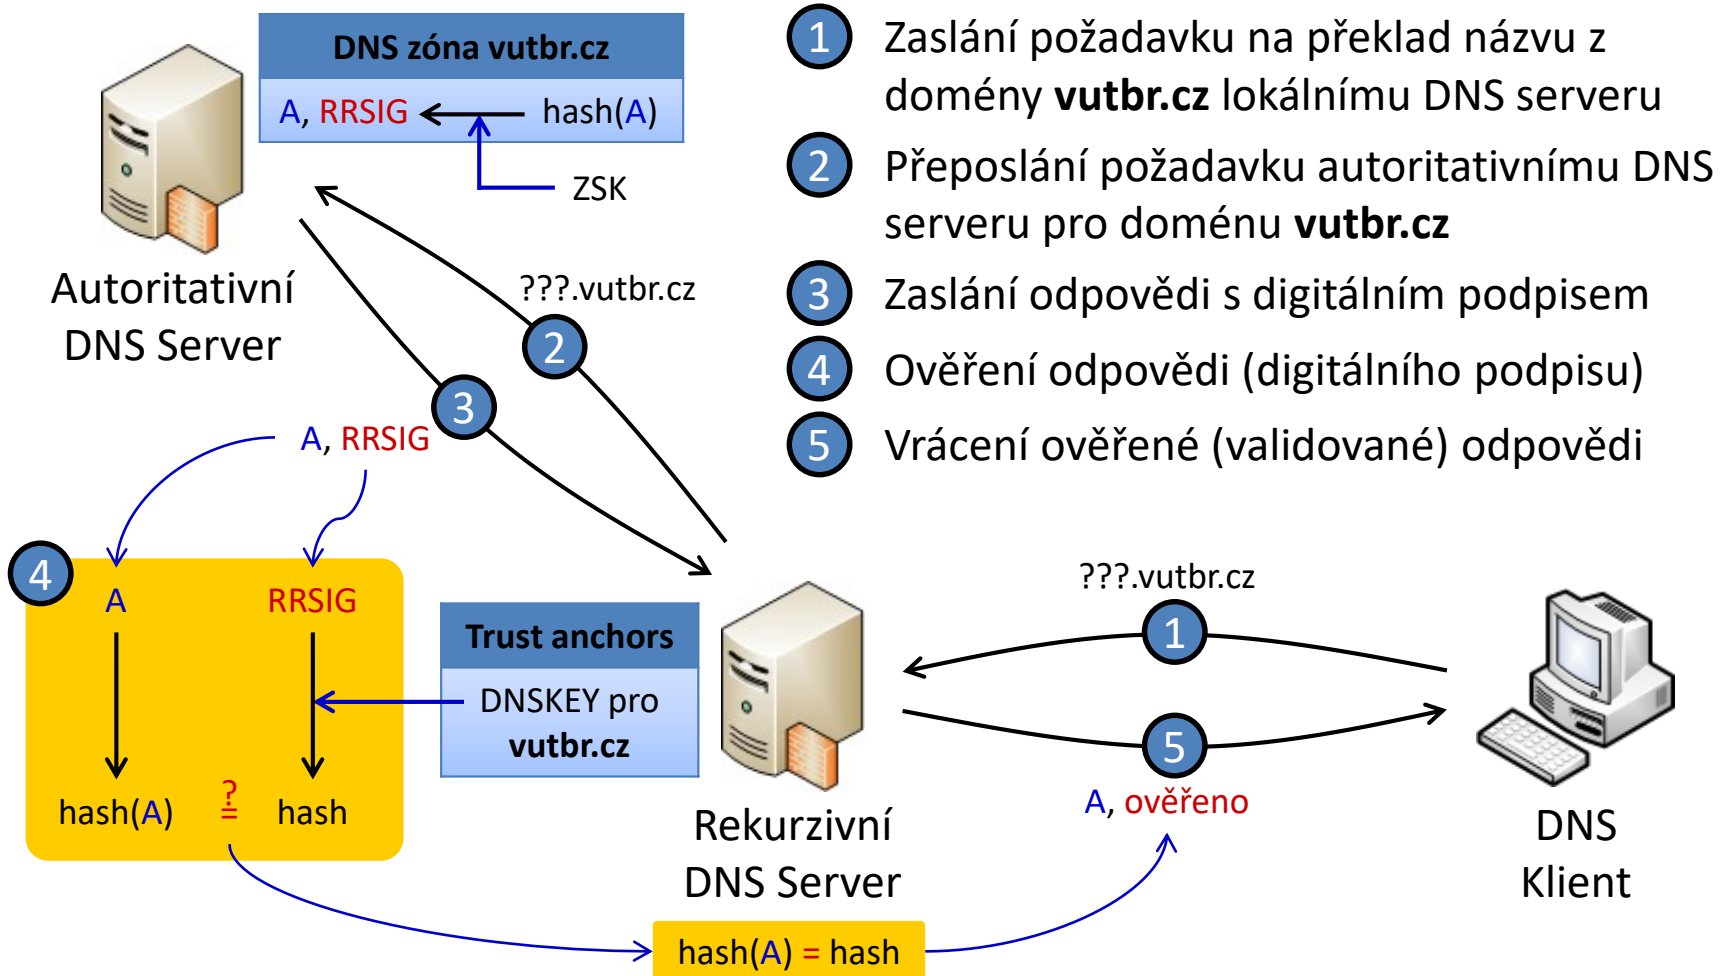 DNS zóna vutbr.cz
A, RRSIG hash(A)
ZSK
Autoritativní
DNS Server
1 Zaslání požadavku na překlad názvu z
domény vutbr.cz lokálnímu DNS serveru
2 Přeposlání požadavku autoritativnímu DNS
serveru pro doménu vutbr.cz
3 Zaslání odpovědi s digitálním podpisem
4 Ověření odpovědi (digitálního podpisu)
5 Vrácení ověřené (validované) odpovědi
???.vutbr.cz
2
3
A, RRSIG
4
A RRSIG
hash(A) ≟ hash
Trust anchors
DNSKEY pro
vutbr.cz
Rekurzivní
DNS Server
???.vutbr.cz
1
5
A, ověřeno
DNS
Klient
hash(A) = hash